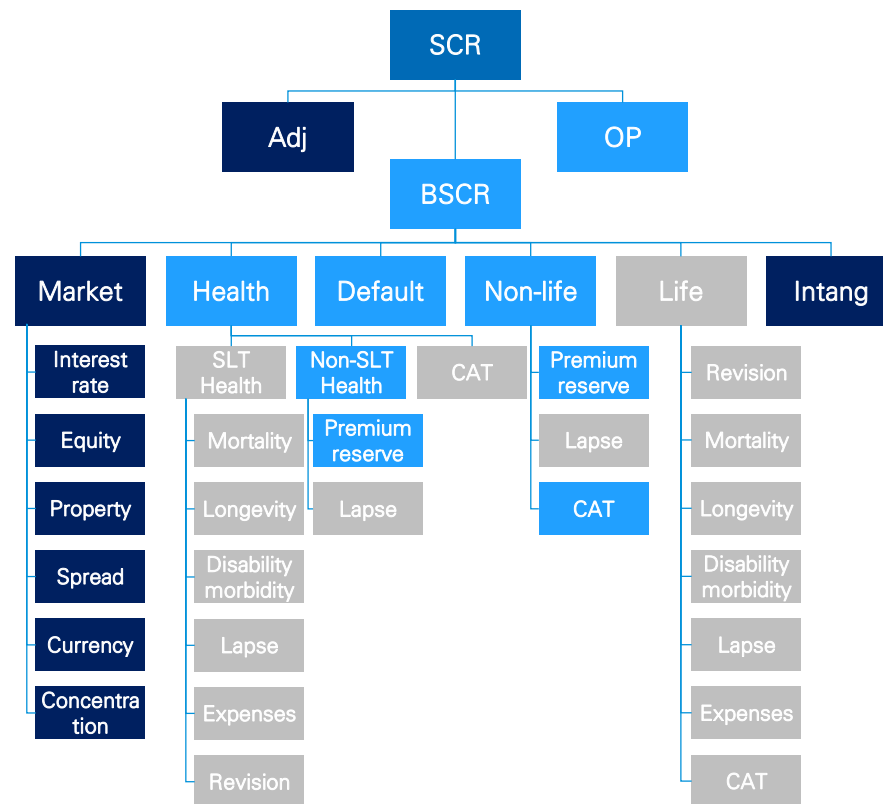 SCR
Adj
OP
BSCR
Market
Health
Default
Non-life
Life
Intang
Interest
rate
Equity
Property
Spread
Currency
Concentra
tion
SLT
Health
Mortality
Longevity
Disability
morbidity
Lapse
Expenses
Revision
Non-SLT
Health
Premium
reserve
Lapse
CAT
Premium
reserve
Lapse
CAT
Revision
Mortality
Longevity
Disability
morbidity
Lapse
Expenses
CAT